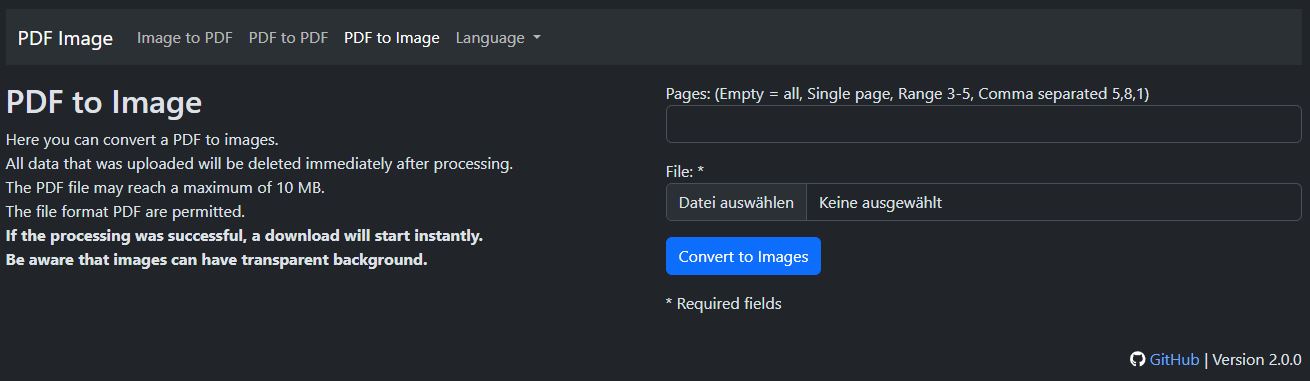 PDF Image Image to PDF PDF to PDF PDF to Image Language
PDF to Image
Here you can convert a PDF to images.
All data that was uploaded will be deleted immediately after processing.
The PDF file may reach a maximum of 10 MB.
The file format PDF are permitted.
If the processing was successful, a download will start instantly.
Be aware that images can have transparent background.
Pages: (Empty = all, Single page, Range 3-5, Comma separated 5,8,1)
File: *
Datei auswählen Keine ausgewählt
Convert to Images
* Required fields
GitHub | Version 2.0.0